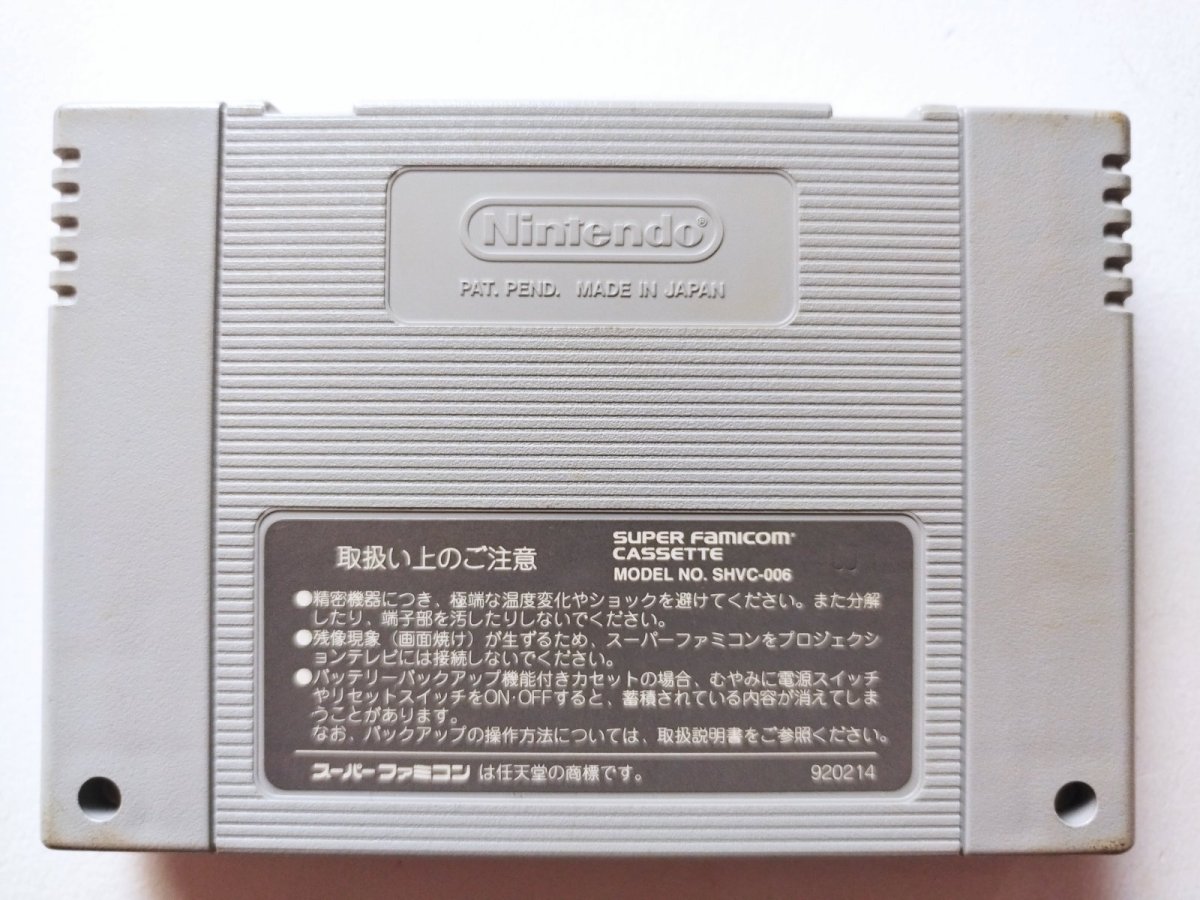 Nintendo®
PAT. PEND. MADE IN JAPAN
取扱い上のご注意
SUPER FAMICOM
CASSETTE
MODEL NO. SHVC-006
●精密機器につき、極端な温度変化やショックを避けてください。また分解
したり、端子部を汚したりしないでください。
●残像現象（画面焼け）が生ずるため、スーパーファミコンをプロジェクシ
ョンテレビには接続しないでください。
●バッテリーバックアップ機能付きカセットの場合、むやみに電源スイッチ
やリセットスイッチをON·OFFすると、蓄積されている内容が消えてしま
うことがあります。
なお、バックアップの操作方法については、取扱説明書をご参照ください。
スーパーファミコン は任天堂の商標です。 920214